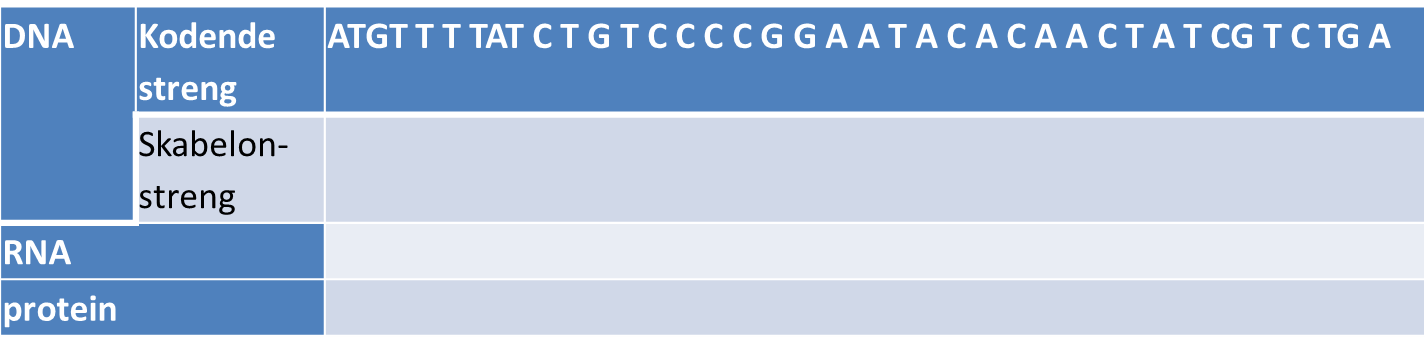 DNA Kodende ATGT T T TAT C T G T C C C C G G A A T A C A C A A C T A T CG T C TG A
streng
Skabelon-
streng
RNA
protein